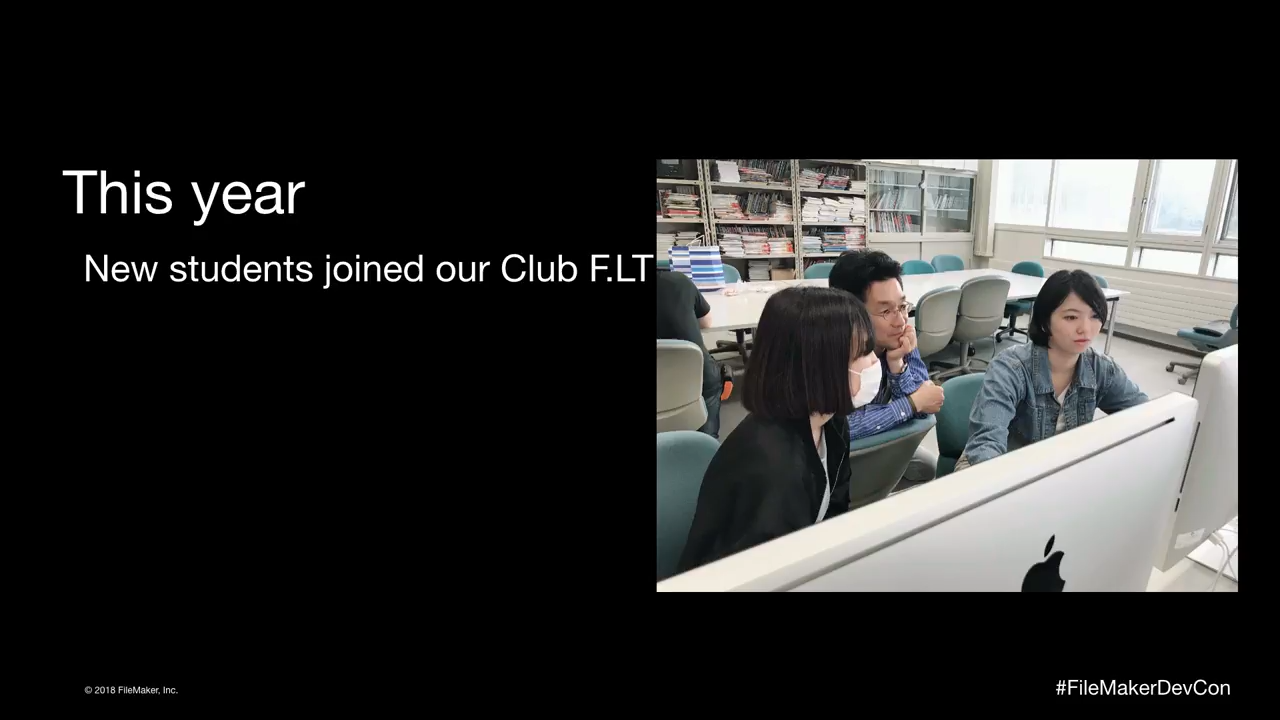 This year
New students joined our Club F.LT
© 2018 FileMaker, Inc.
#FileMakerDevCon